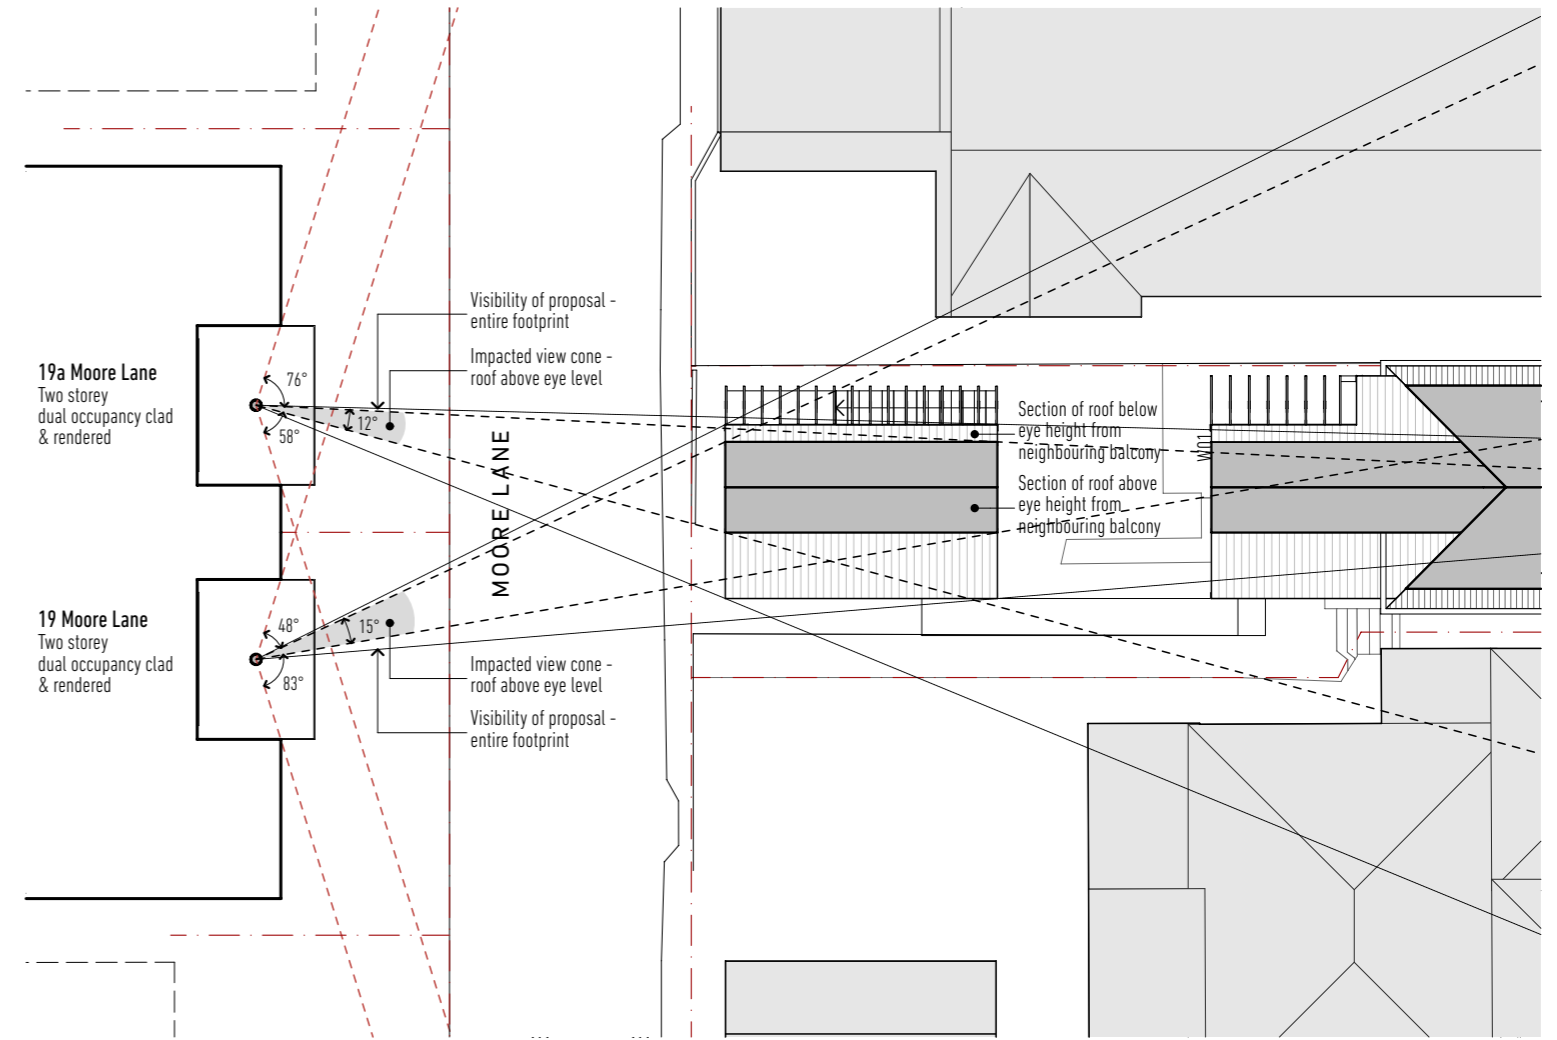 Visibility of proposal -
entire footprint
Impacted view cone -
roof above eye level
19a Moore Lane
Two storey
dual occupancy clad
& rendered
76°
12°
58°
MOORE LANE
Section of roof below
eye height from
neighbouring balcony
Section of roof above
eye height from
neighbouring balcony
W01
19 Moore Lane
Two storey
dual occupancy clad
& rendered
48°
15°
83°
Impacted view cone -
roof above eye level
Visibility of proposal -
entire footprint